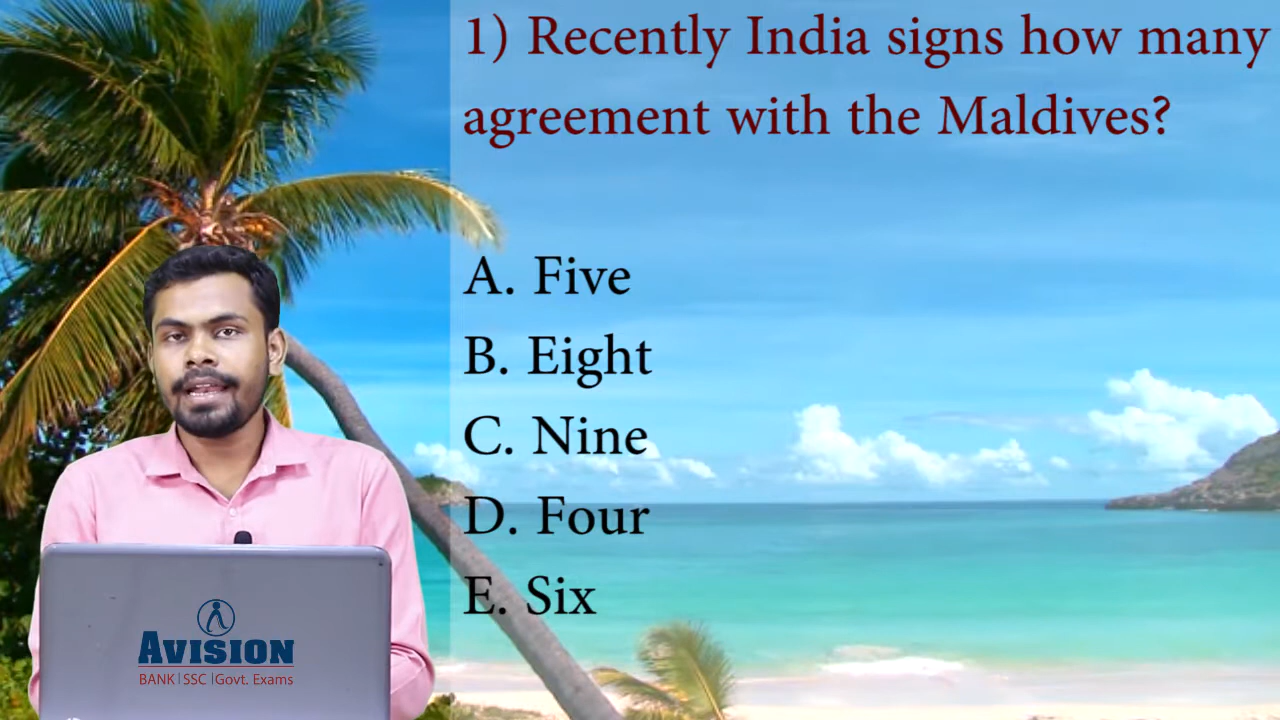 1) Recently India signs how many
agreement with the Maldives?
A. Five
B. Eight
C. Nine
D. Four
E. Six
AVISION
BANK | SSC | Govt. Exams